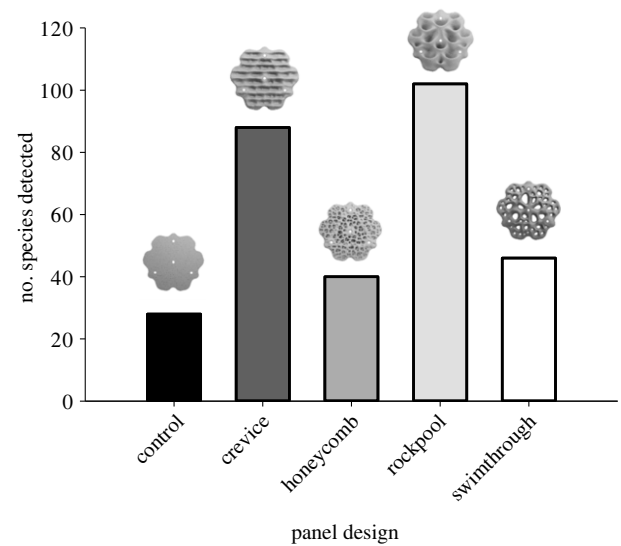 120
100
80
60
40
20
0
no. species detected
control
crevice
honeycomb
rockpool
swimthrough
panel design